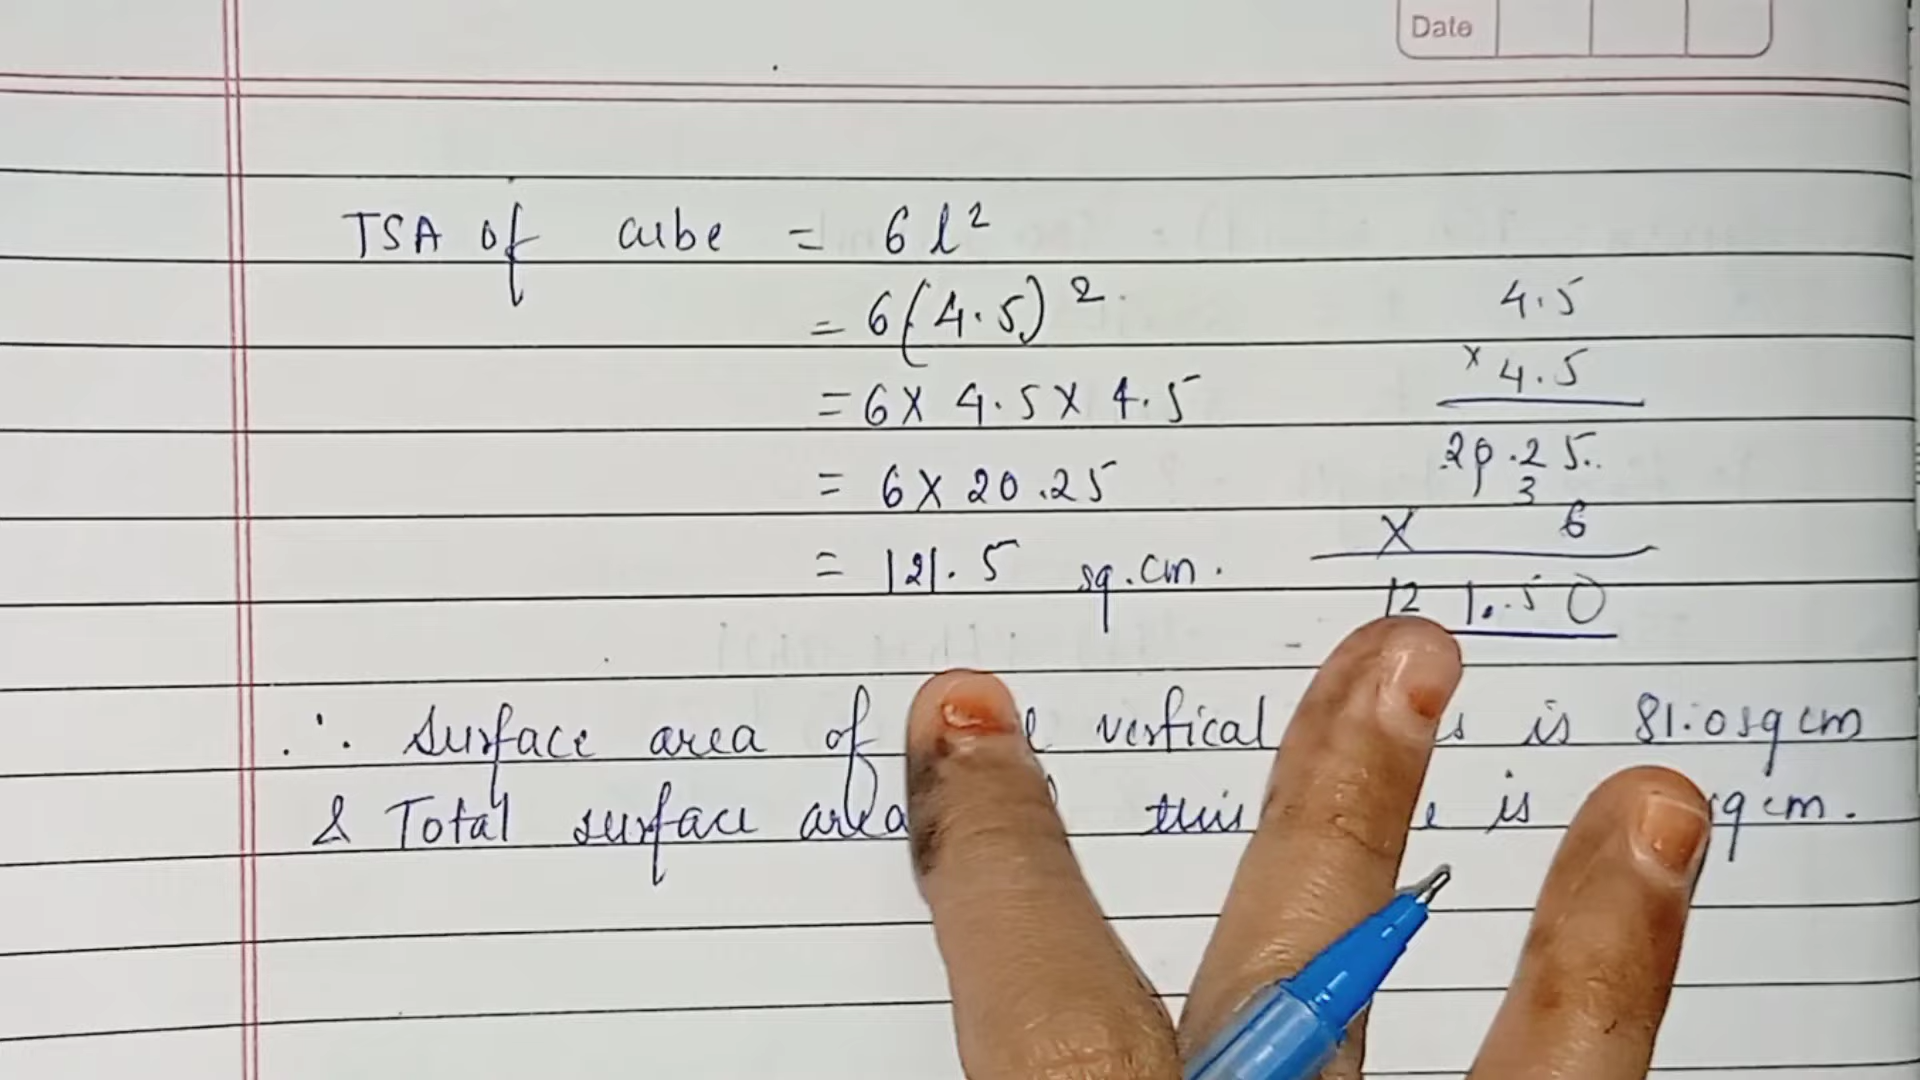 Date
TSA of cube = 6l²
= 6(4.5)²
4.5
= 6 X 4.5 X 4.5
x 4.5
= 6 X 20.25
20.25
3
X 6
= 121.5 sq.cm.
121.50
∴ Surface area of vertical is 81.0 sq cm
& Total surface area this is sq cm.